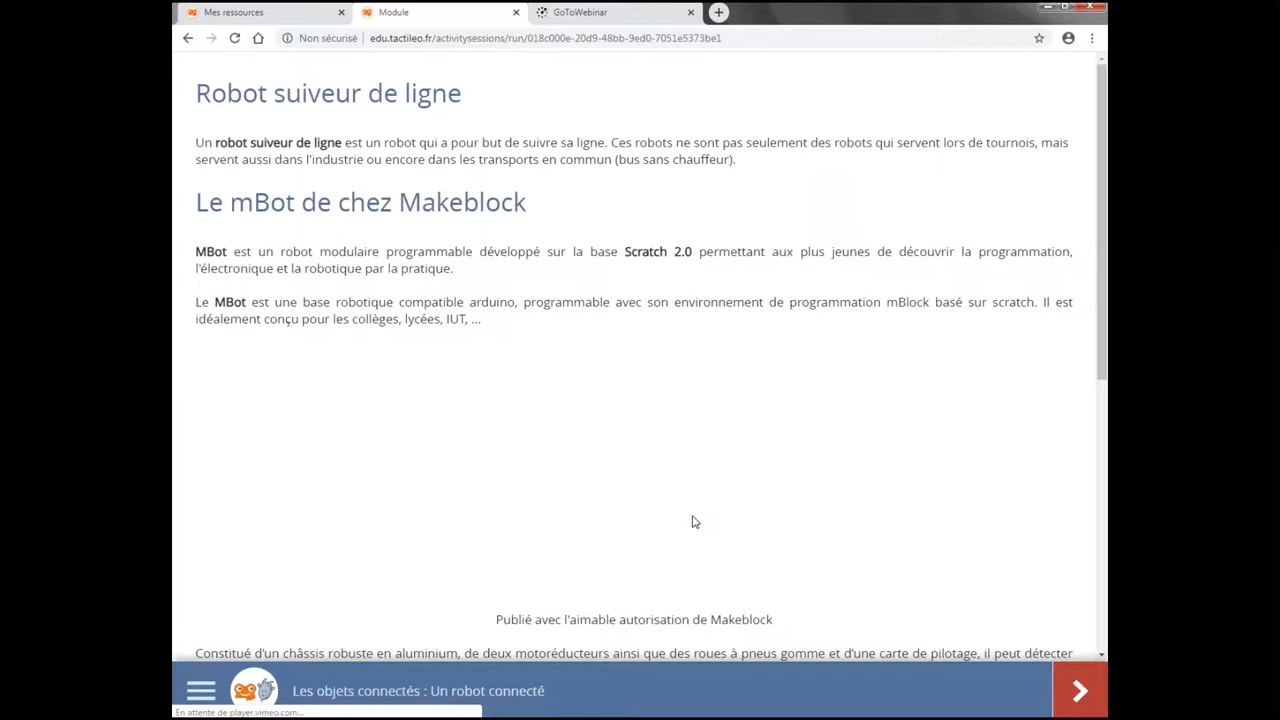 Mes ressources
Module
GoToWebinar
Non sécurisé
edu.tactileo.fr/activitysessions/run/018c000e-20d9-48bb-9ed0-7051e5373be1
Robot suiveur de ligne
Un robot suiveur de ligne est un robot qui a pour but de suivre sa ligne. Ces robots ne sont pas seulement des robots qui servent lors de tournois, mais
servent aussi dans l'industrie ou encore dans les transports en commun (bus sans chauffeur).
Le mBot de chez Makeblock
MBot est un robot modulaire programmable développé sur la base Scratch 2.0 permettant aux plus jeunes de découvrir la programmation,
l'électronique et la robotique par la pratique.
Le MBot est une base robotique compatible arduino, programmable avec son environnement de programmation mBlock basé sur scratch. Il est
idéalement conçu pour les collèges, lycées, IUT, ...
Publié avec l'aimable autorisation de Makeblock
Constitué d'un châssis robuste en aluminium, de deux motoréducteurs ainsi que des roues à pneus gomme et d'une carte de pilotage, il peut détecter
Les objets connectés : Un robot connecté
En attente de player.vimeo.com...